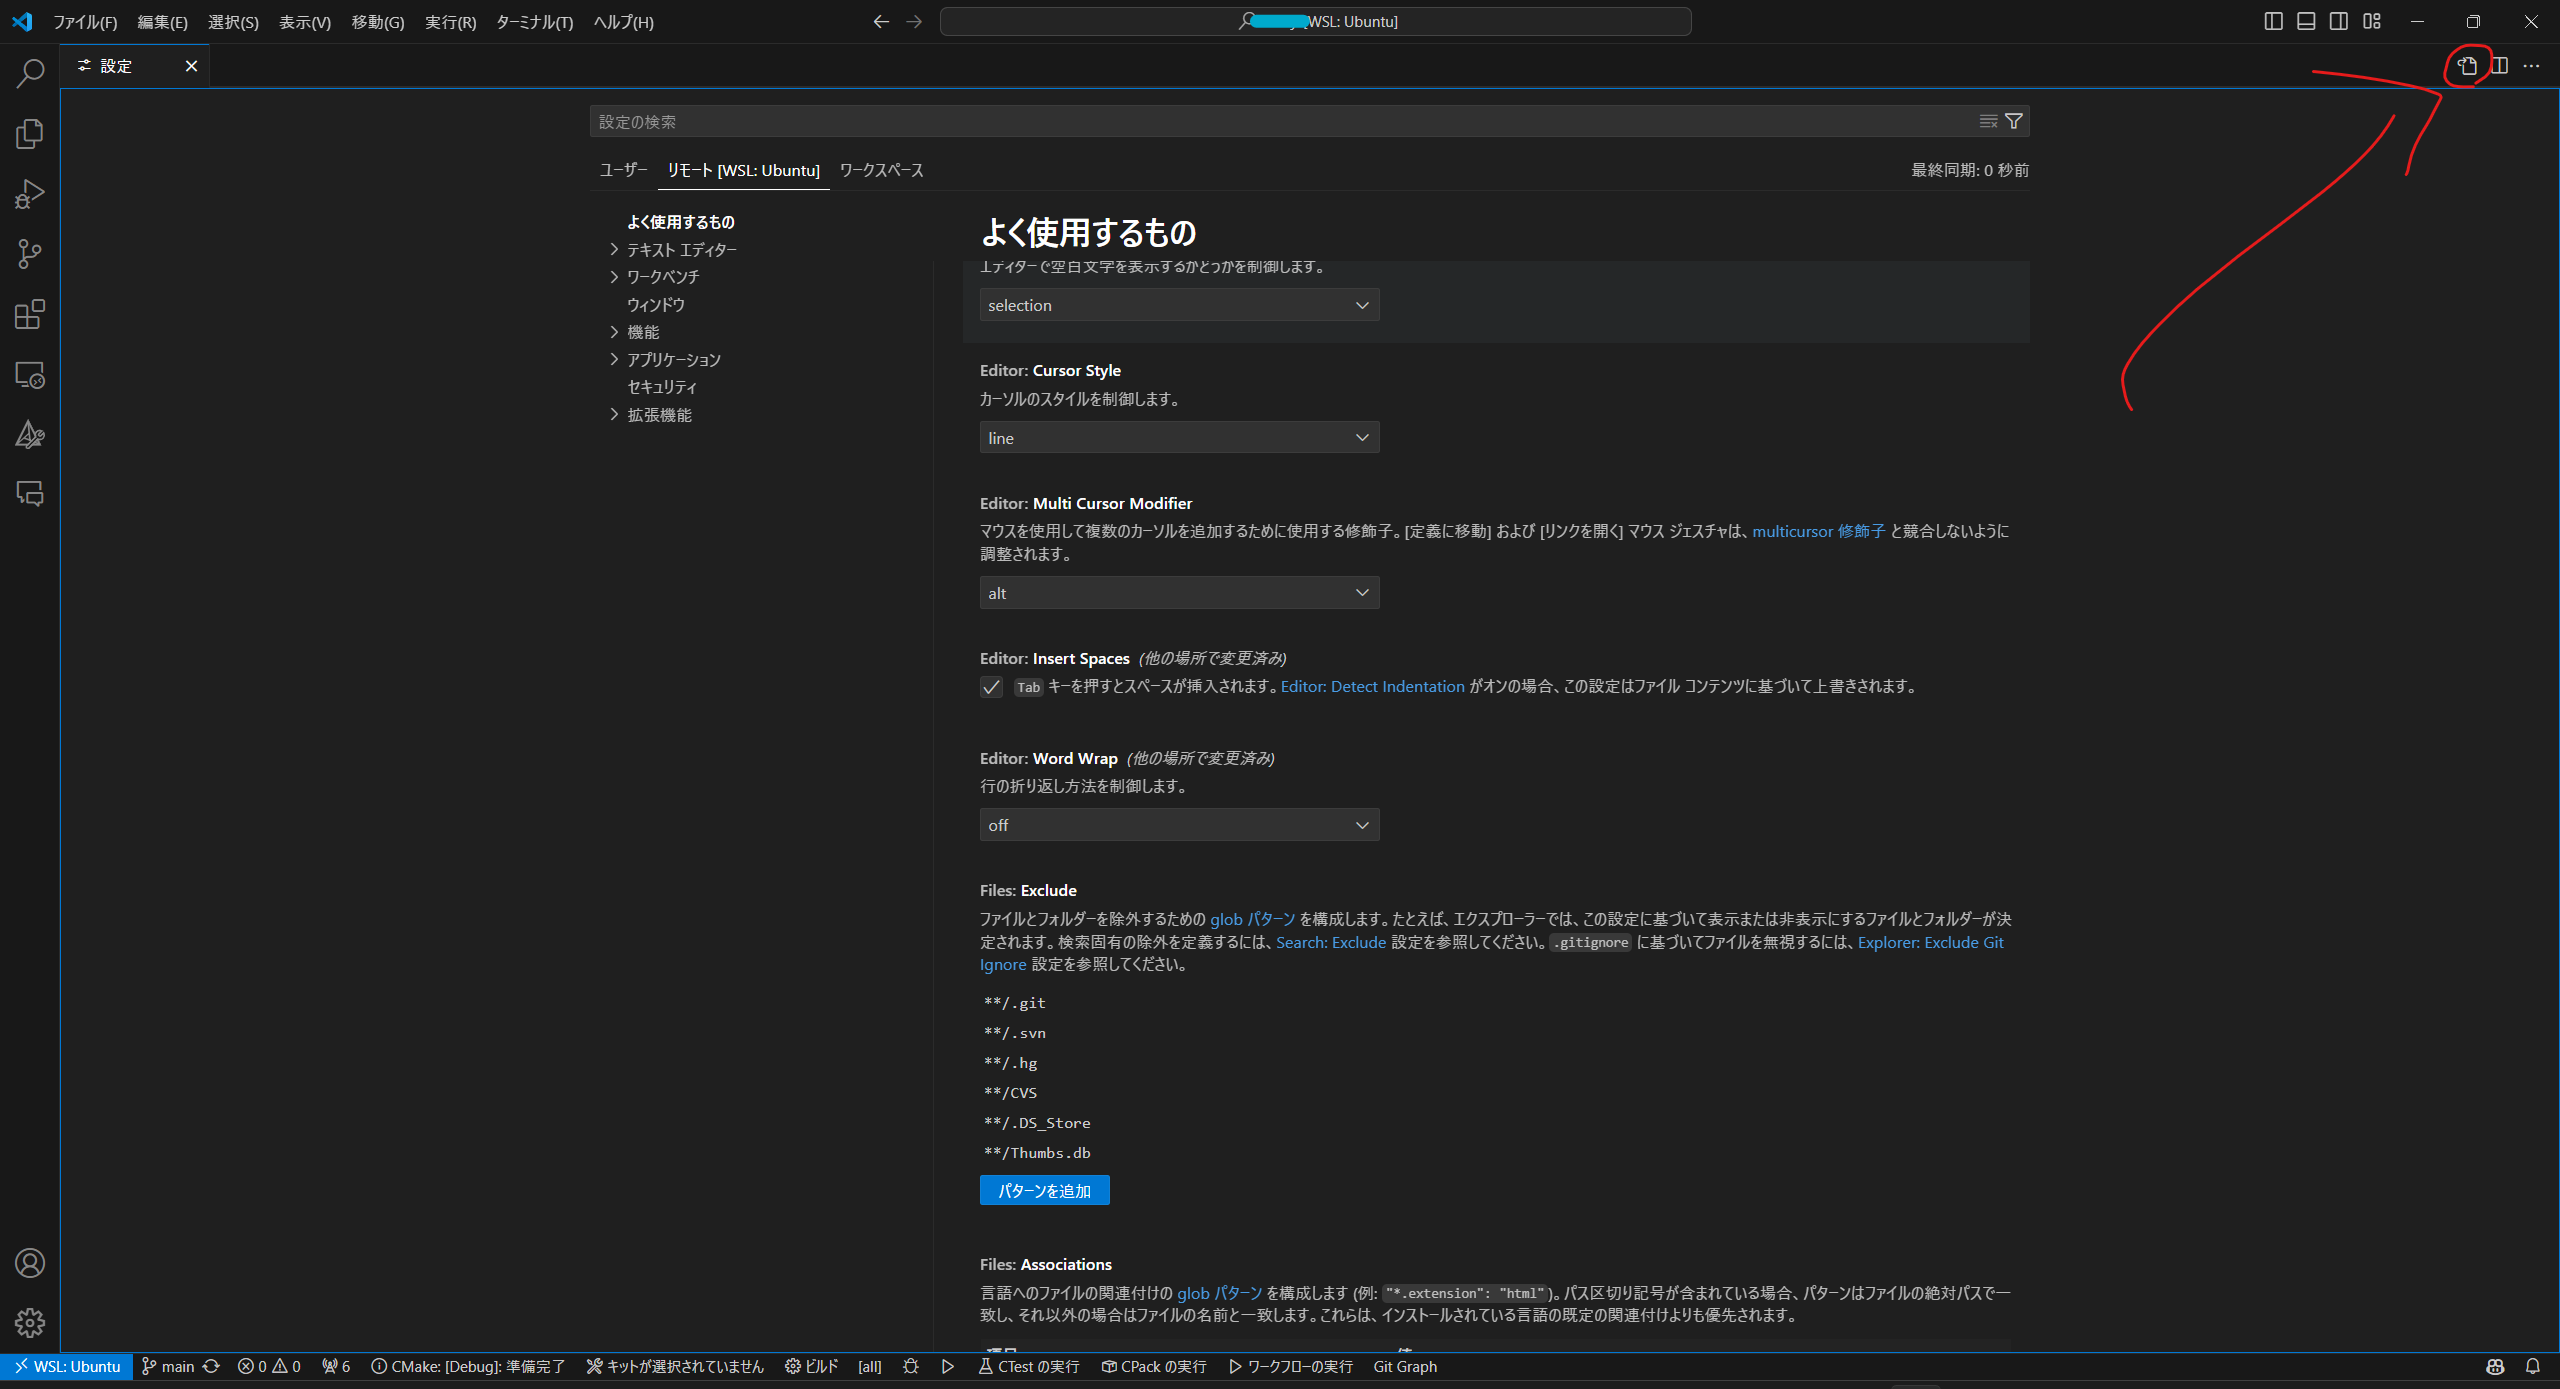 ファイル(F) 編集(E) 選択(S) 表示(V) 移動(G) 実行(R) ターミナル(T) ヘルプ(H)
[WSL: Ubuntu]
設定
設定の検索
ユーザー リモート [WSL: Ubuntu] ワークスペース
最終同期: 0 秒前
よく使用するもの
テキスト エディター
ワークベンチ
ウィンドウ
機能
アプリケーション
セキュリティ
拡張機能
よく使用するもの
エディターで空白文字を表示するかどうかを制御します。
selection
Editor: Cursor Style
カーソルのスタイルを制御します。
line
Editor: Multi Cursor Modifier
マウスを使用して複数のカーソルを追加するために使用する修飾子。[定義に移動] および [リンクを開く] マウス ジェスチャは、multicursor 修飾子 と競合しないように
調整されます。
alt
Editor: Insert Spaces (他の場所で変更済み)
Tab キーを押すとスペースが挿入されます。Editor: Detect Indentation がオンの場合、この設定はファイル コンテンツに基づいて上書きされます。
Editor: Word Wrap (他の場所で変更済み)
行の折り返し方法を制御します。
off
Files: Exclude
ファイルとフォルダーを除外するための glob パターン を構成します。たとえば、エクスプローラーでは、この設定に基づいて表示または非表示にするファイルとフォルダーが決
定されます。検索固有の除外を定義するには、Search: Exclude 設定を参照してください。.gitignore に基づいてファイルを無視するには、Explorer: Exclude Git
Ignore 設定を参照してください。
**/.git
**/.svn
**/.hg
**/CVS
**/.DS_Store
**/Thumbs.db
パターンを追加
Files: Associations
言語へのファイルの関連付けの glob パターン を構成します (例: "*.extension": "html")。パス区切り記号が含まれている場合、パターンはファイルの絶対パスで一
致し、それ以外の場合はファイルの名前と一致します。これらは、インストールされている言語の既定の関連付けよりも優先されます。
WSL: Ubuntu main 0 0 6 CMake: [Debug]: 準備完了 キットが選択されていません ビルド [all] CTest の実行 CPack の実行 ワークフローの実行 Git Graph